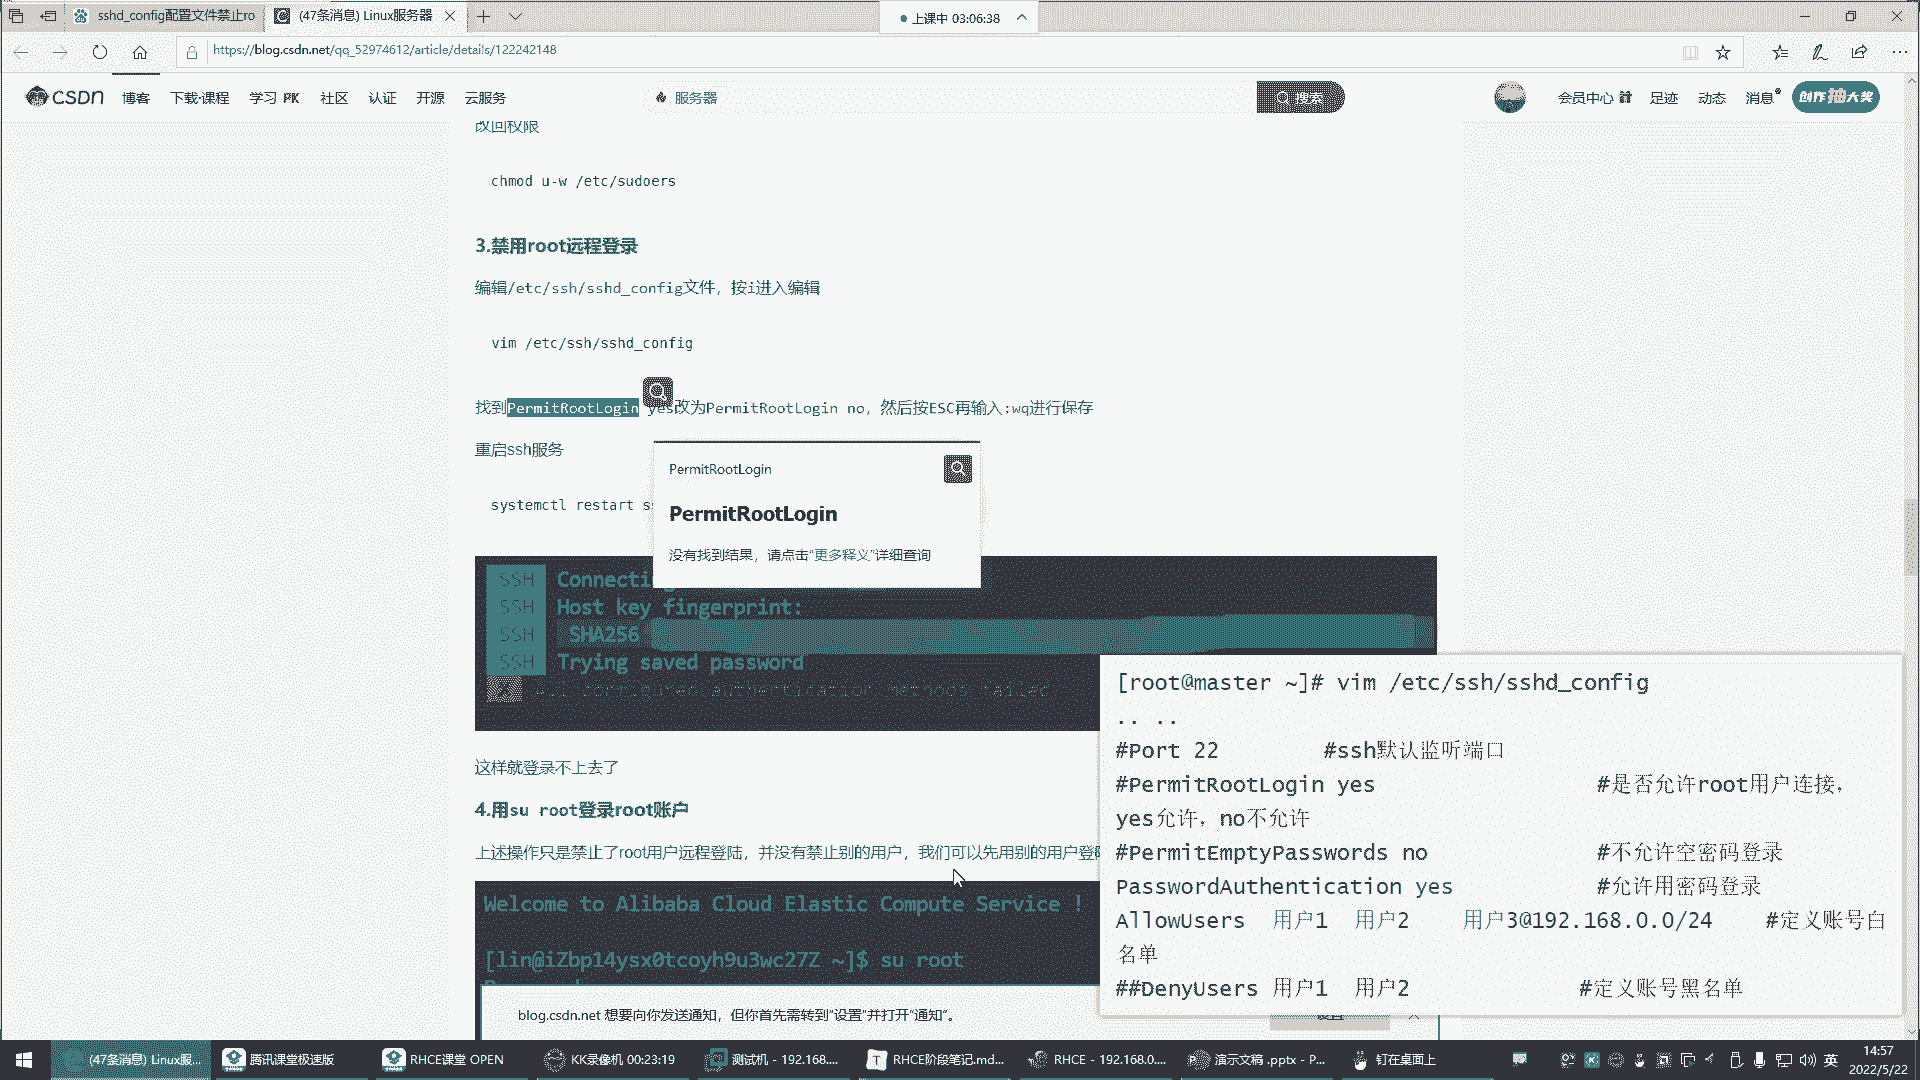 sshd_config配置文件禁止ro
(47条消息) Linux服务器
上课中 03:06:38
https://blog.csdn.net/qq_52974612/article/details/122242148
CSDN 博客 下载·课程 学习 PK 社区 认证 开源 云服务 服务器 搜索 会员中心 足迹 动态 消息 创作抽大奖
改回权限
chmod u-w /etc/sudoers
3.禁用root远程登录
编辑/etc/ssh/sshd_config文件，按i进入编辑
vim /etc/ssh/sshd_config
找到PermitRootLogin yes改为PermitRootLogin no，然后按ESC再输入:wq进行保存
重启ssh服务
systemctl restart
PermitRootLogin
PermitRootLogin
没有找到结果，请点击“更多释义”详细查询
SSH Connecti
SSH Host key fingerprint:
SSH SHA256
SSH Trying saved password
X All configured authentication methods failed
这样就登录不上去了
4.用su root登录root账户
上述操作只是禁止了root用户远程登陆，并没有禁止别的用户，我们可以先用别的用户登
Welcome to Alibaba Cloud Elastic Compute Service !
[lin@iZbp14ysx0tcoyh9u3wc27Z ~]$ su root
blog.csdn.net 想要向你发送通知，但你首先需转到“设置”并打开“通知”。
[root@master ~]# vim /etc/ssh/sshd_config
.. ..
#Port 22 #ssh默认监听端口
#PermitRootLogin yes #是否允许root用户连接，
yes允许，no不允许
#PermitEmptyPasswords no #不允许空密码登录
PasswordAuthentication yes #允许用密码登录
AllowUsers 用户1 用户2 用户3@192.168.0.0/24 #定义账号白
名单
##DenyUsers 用户1 用户2 #定义账号黑名单
(47条消息) Linux服... 腾讯课堂极速版 RHCE课堂 OPEN KK录像机 00:23:19 测试机 - 192.168.... RHCE阶段笔记.md... RHCE - 192.168.0.... 演示文稿 .pptx - P... 钉在桌面上 英
14:57
2022/5/22